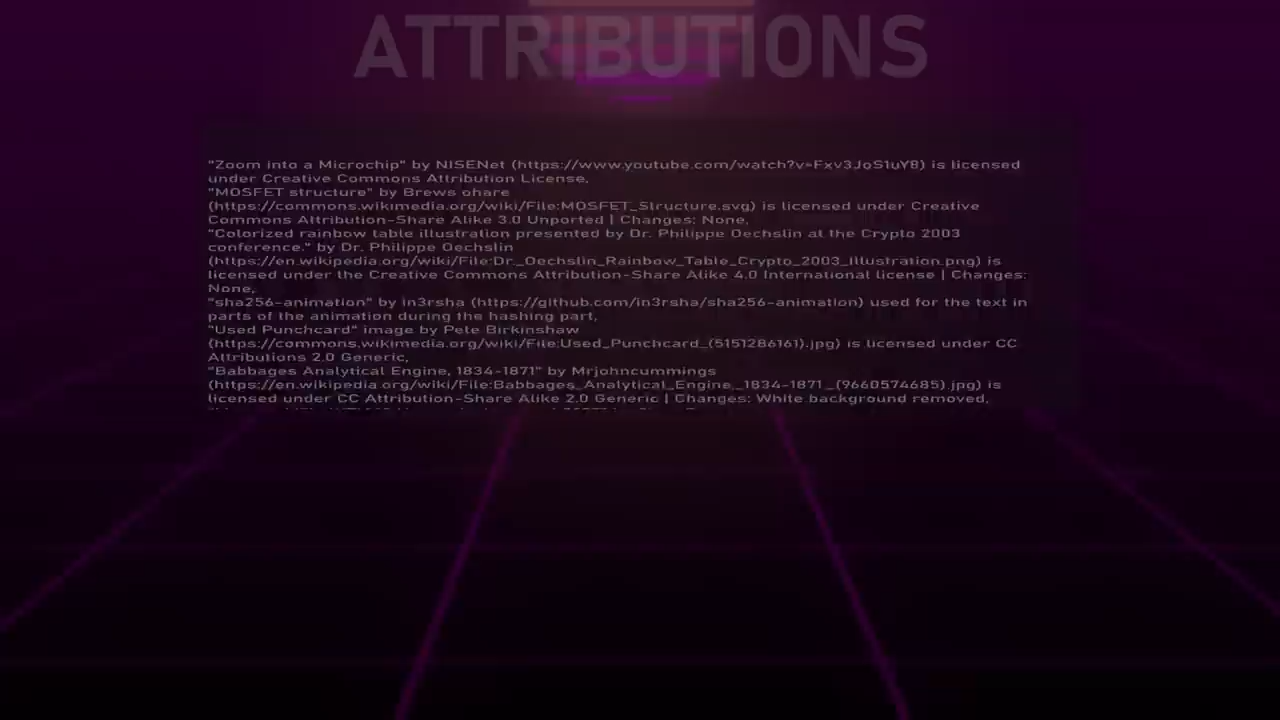 ATTRIBUTIONS
"Zoom into a Microchip" by NISENet (https://www.youtube.com/watch?v=Fxv3JoS1uY8) is licensed
under Creative Commons Attribution License,
"MOSFET structure" by Brews ohare
(https://commons.wikimedia.org/wiki/File:MOSFET_Structure.svg) is licensed under Creative
Commons Attribution-Share Alike 3.0 Unported | Changes: None,
"Colorized rainbow table illustration presented by Dr. Philippe Oechslin at the Crypto 2003
conference." by Dr. Philippe Oechslin
(https://en.wikipedia.org/wiki/File:Dr._Oechslin_Rainbow_Table_Crypto_2003_Illustration.png) is
licensed under the Creative Commons Attribution-Share Alike 4.0 International license | Changes:
None,
"sha256-animation" by in3rsha (https://github.com/in3rsha/sha256-animation) used for the text in
parts of the animation during the hashing part,
"Used Punchcard" image by Pete Birkinshaw
(https://commons.wikimedia.org/wiki/File:Used_Punchcard_(5151286161).jpg) is licensed under CC
Attributions 2.0 Generic,
"Babbages Analytical Engine, 1834-1871" by Mrjohncummings
(https://en.wikipedia.org/wiki/File:Babbages_Analytical_Engine,_1834-1871._(9660574685).jpg) is
licensed under CC Attribution-Share Alike 2.0 Generic | Changes: White background removed,